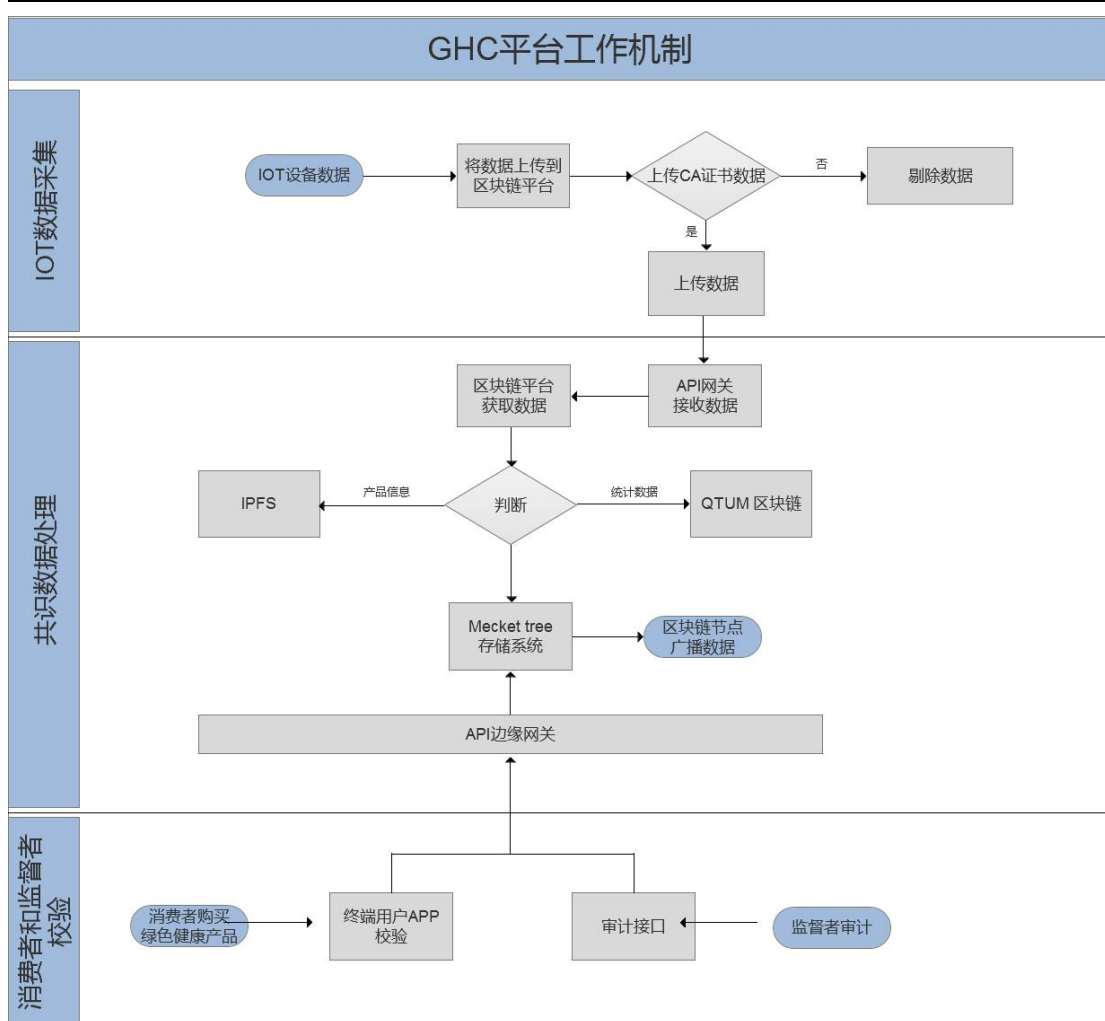 GHC平台工作机制
IOT数据采集
IOT设备数据
将数据上传到
区块链平台
上传CA证书数据
否
剔除数据
是
上传数据
共识数据处理
区块链平台
获取数据
API网关
接收数据
IPFS
产品信息
判断
统计数据
QTUM 区块链
Mecket tree
存储系统
区块链节点
广播数据
API边缘网关
消费者和监督者
校验
消费者购买
绿色健康产品
终端用户APP
校验
审计接口
监督者审计